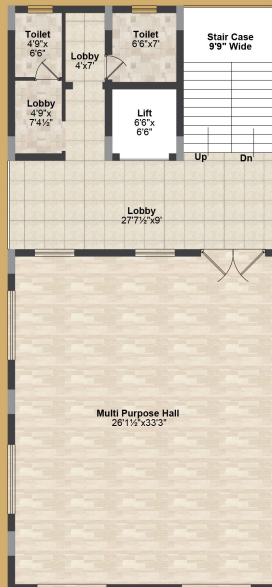 Toilet
4'9"x
6'6"
Lobby
4'x7'
Toilet
6'6"x7'
Stair Case
9'9" Wide
Lobby
4'9"x
7'4½"
Lift
6'6"x
6'6"
Up
Dn
Lobby
27'7½"x9'
Multi Purpose Hall
26'1½"x33'3"